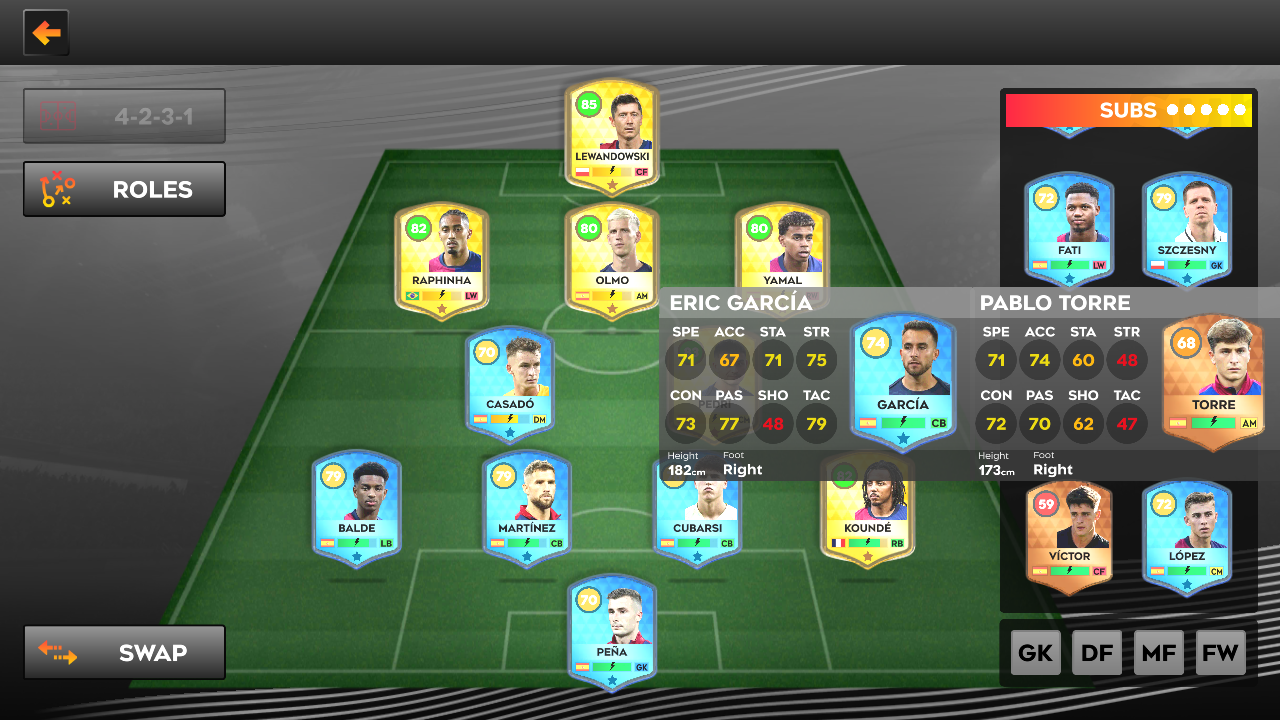 4-2-3-1
ROLES
SWAP
85
LEWANDOWSKI
CF
82
RAPHINHA
LW
80
OLMO
AM
80
YAMAL
70
CASADÓ
DM
PEDRI
79
BALDE
LB
79
MARTÍNEZ
CB
CUBARSI
CB
82
KOUNDÉ
RB
70
PEÑA
GK
ERIC GARCÍA
SPE ACC STA STR
71 67 71 75
CON PAS SHO TAC
73 77 48 79
Height Foot
182cm Right
74
GARCÍA
CB
PABLO TORRE
SPE ACC STA STR
71 74 60 48
CON PAS SHO TAC
72 70 62 47
Height Foot
173cm Right
68
TORRE
AM
SUBS
72
FATI
LW
79
SZCZESNY
GK
59
VÍCTOR
CF
72
LÓPEZ
CM
GK DF MF FW